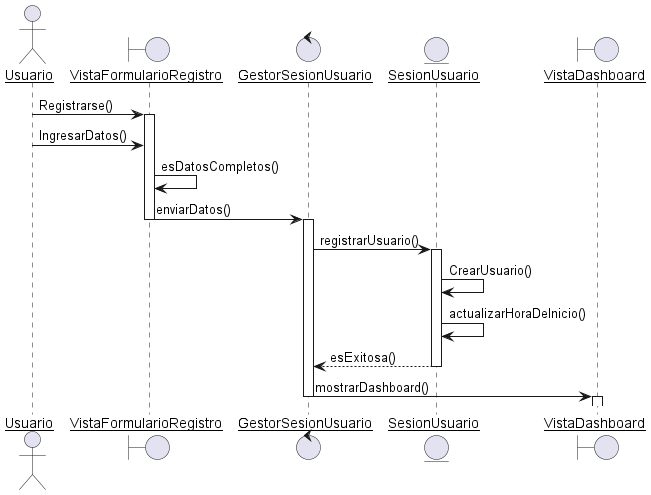 Usuario
VistaFormularioRegistro
GestorSesionUsuario
SesionUsuario
VistaDashboard
Registrarse()
IngresarDatos()
esDatosCompletos()
enviarDatos()
registrarUsuario()
CrearUsuario()
actualizarHoraDeInicio()
esExitosa()
mostrarDashboard()
Usuario
VistaFormularioRegistro
GestorSesionUsuario
SesionUsuario
VistaDashboard